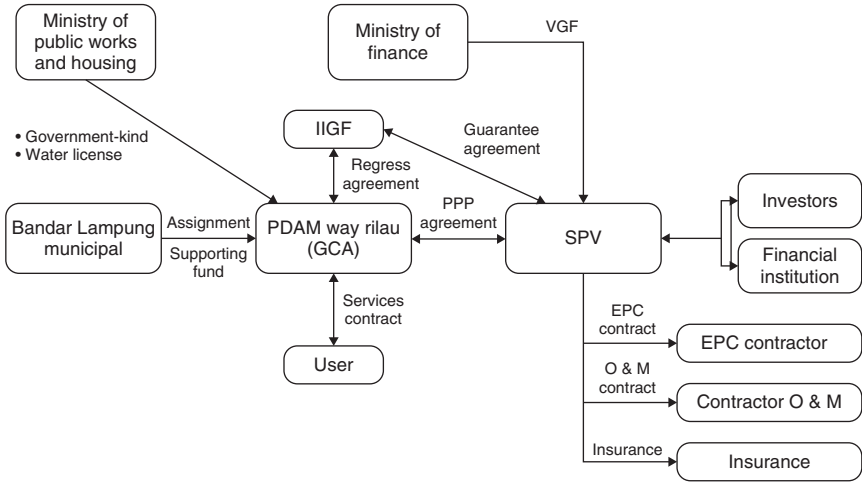 Ministry of
public works
and housing
Ministry of
finance
VGF
• Government-kind
• Water license
IIGF
Guarantee
agreement
Regress
agreement
Bandar Lampung
municipal
Assignment
Supporting
fund
PDAM way rilau
(GCA)
PPP
agreement
SPV
Investors
Financial
institution
Services
contract
User
EPC
contract
EPC contractor
O & M
contract
Contractor O & M
Insurance
Insurance